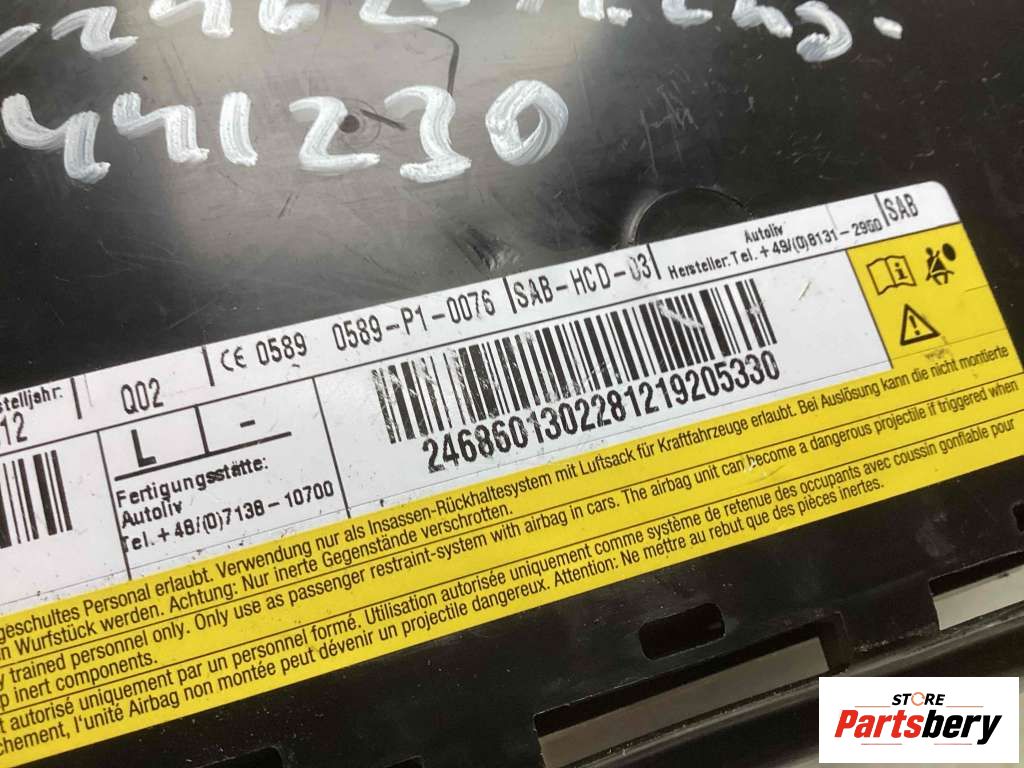 441230
stelljahr:
12
Q02
CE 0589
0589-P1-0076
SAB-HCD-03
Autoliv
Hersteller. Tel. +49/(0)8131-2950
SAB
L
-
Fertigungsstätte:
Autoliv
Tel. +48/(0)7138-10700
24686013022812192053​30
geschultes Personal erlaubt. Verwendung nur als Insassen-Rückhaltesystem mit Luftsack für Kraftfahrzeuge erlaubt. Bei Auslösung kann die nicht montierte
n Wurfstück werden. Achtung: Nur inerte Gegenstände verschrotten.
y trained personnel only. Only use as passenger restraint-system with airbag in cars. The airbag unit can become a dangerous projectile if triggered when
p inert components.
t autorisé uniquement par un personnel formé. Utilisation autorisée uniquement comme système de retenue des occupants avec coussin gonflable pour
chement, l'unité Airbag non montée peut dévenir un projectile dangereux. Attention: Ne mettre au rebut que des pièces inertes.
STORE
Partsbery